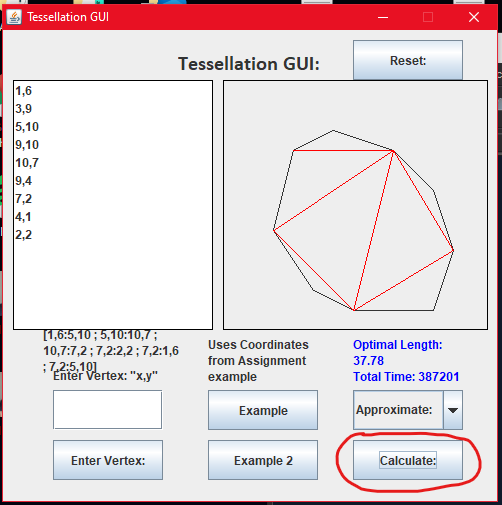 Tessellation GUI
Tessellation GUI:
Reset:
1,6
3,9
5,10
9,10
10,7
9,4
7,2
4,1
2,2
[1,6:5,10 ; 5,10:10,7 ;
10,7:7,2 ; 7,2:2,2 ; 7,2:1,6
; 7,2:5,10]
Enter Vertex: "x,y"
Uses Coordinates
from Assignment
example
Optimal Length:
37.78
Total Time: 387201
Example
Approximate:
Enter Vertex:
Example 2
Calculate: